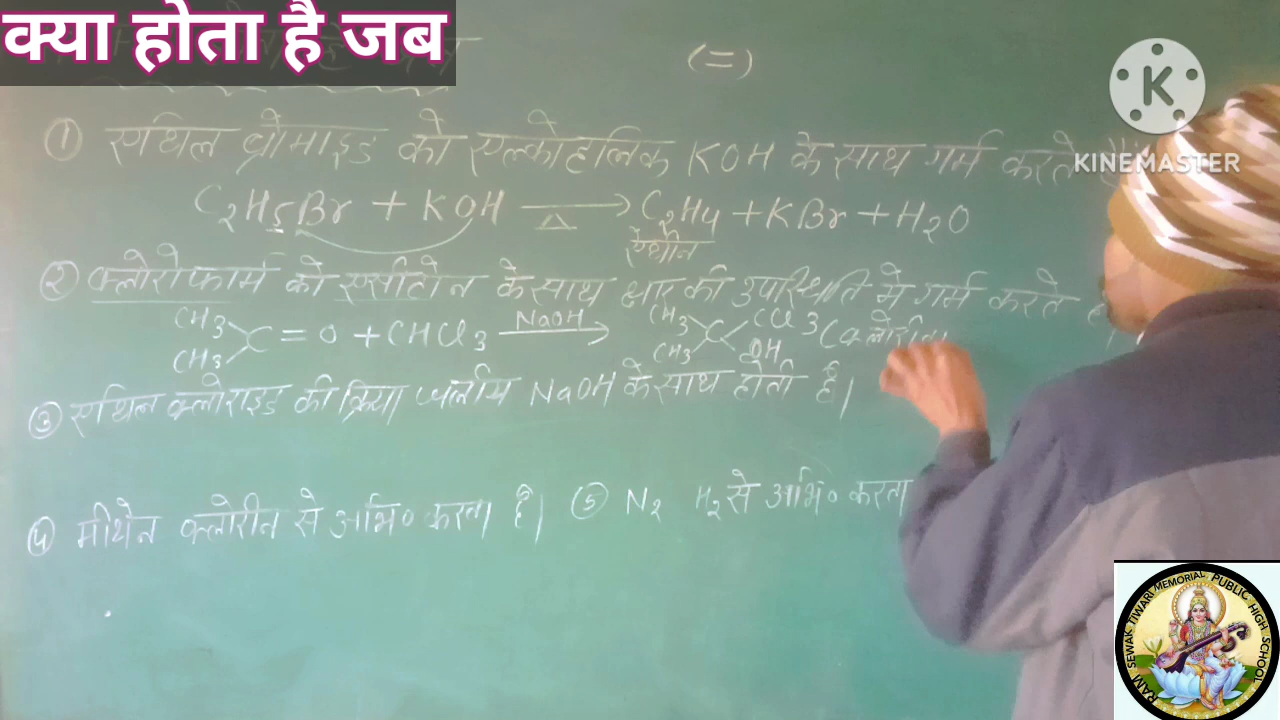 क्या होता है जब
(=)
KINEMASTER
① एथिल ब्रोमाइड को एल्कोहलिक KOH के साथ गर्म करते
C₂H₅Br + KOH ⟶ C₂H₄ + KBr + H₂O
Δ
ऐथीन
② क्लोरोफार्म को एसीटोन के साथ क्षार की उपस्थिति मे गर्म करते
CH₃ CH₃ C = O + CHCl₃ NaOH ⟶ CH₃ CH₃ C CCl₃ OH
③ एथिल क्लोराइड की क्रिया जलीय NaOH के साथ होती है।
④ मीथेन क्लोरीन से अभि० करता है। ⑤ N₂ H₂ से अभि० करता
RAM SEWAK TIWARI MEMORIAL PUBLIC HIGH SCHOOL